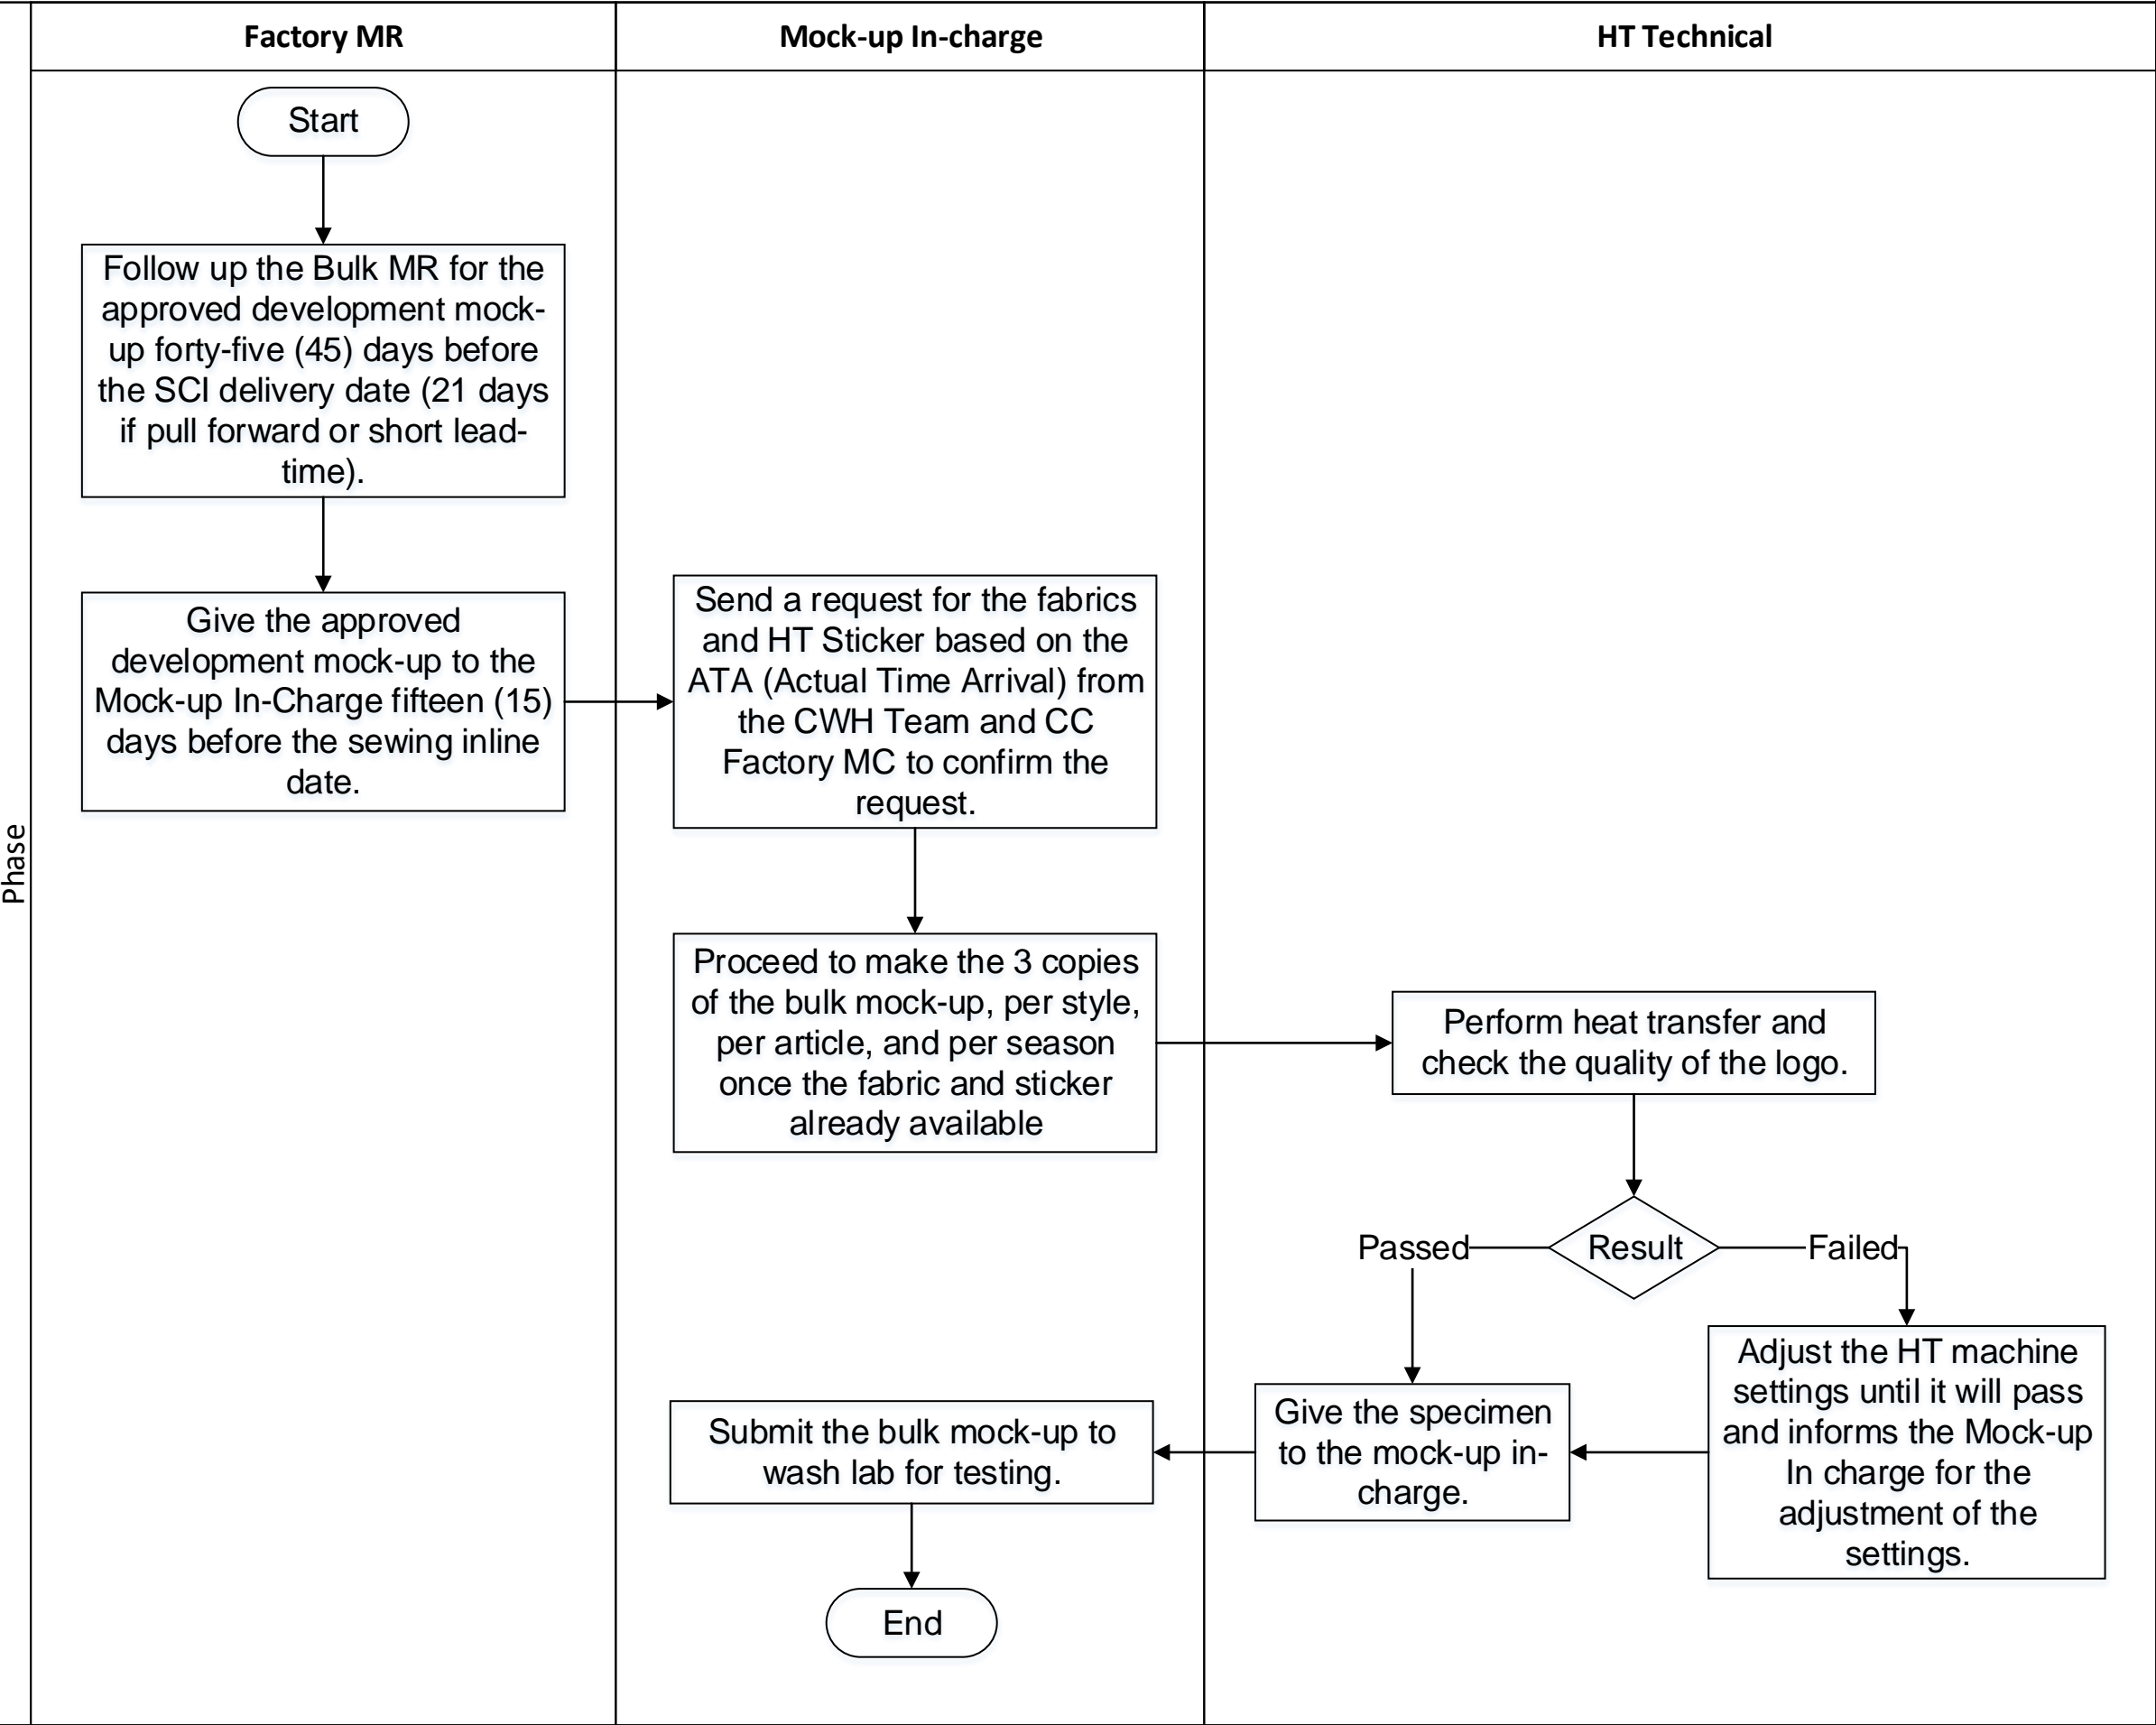 Factory MR
Mock-up In-charge
HT Technical
Phase
Start
Follow up the Bulk MR for the
approved development mock-
up forty-five (45) days before
the SCI delivery date (21 days
if pull forward or short lead-
time).
Give the approved
development mock-up to the
Mock-up In-Charge fifteen (15)
days before the sewing inline
date.
Send a request for the fabrics
and HT Sticker based on the
ATA (Actual Time Arrival) from
the CWH Team and CC
Factory MC to confirm the
request.
Proceed to make the 3 copies
of the bulk mock-up, per style,
per article, and per season
once the fabric and sticker
already available
Perform heat transfer and
check the quality of the logo.
Result
Passed
Failed
Adjust the HT machine
settings until it will pass
and informs the Mock-up
In charge for the
adjustment of the
settings.
Give the specimen
to the mock-up in-
charge.
Submit the bulk mock-up to
wash lab for testing.
End